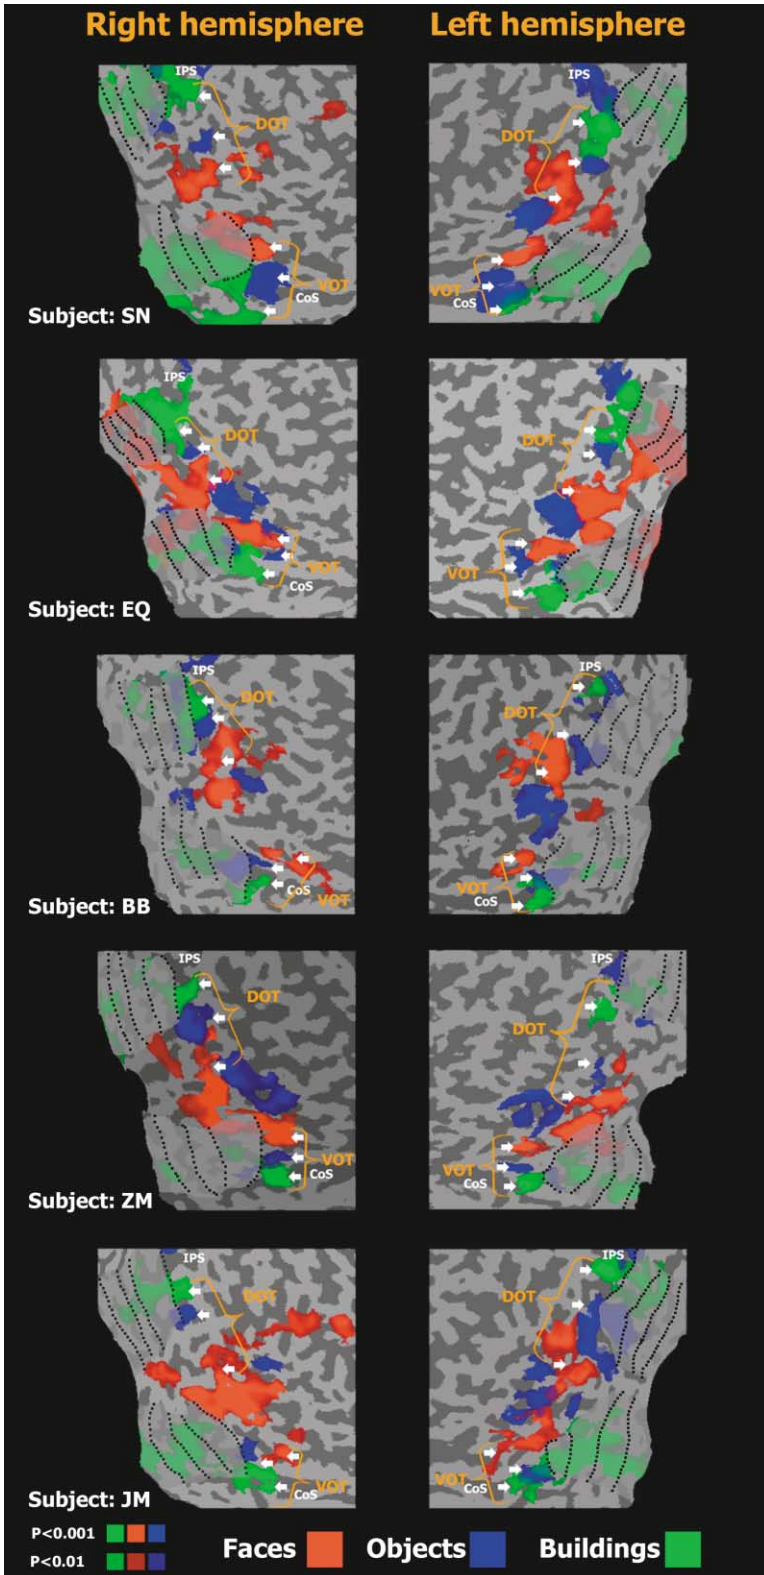 Right hemisphere Left hemisphere
IPS IPS
DOT DOT
VOT VOT
CoS CoS
Subject: SN
IPS
DOT DOT
VOT VOT
CoS
Subject: EQ
IPS IPS
DOT DOT
CoS VOT
VOT CoS
Subject: BB
IPS IPS
DOT DOT
VOT VOT
CoS CoS
Subject: ZM
IPS IPS
DOT DOT
VOT VOT
CoS CoS
Subject: JM
P<0.001
P<0.01
Faces Objects Buildings